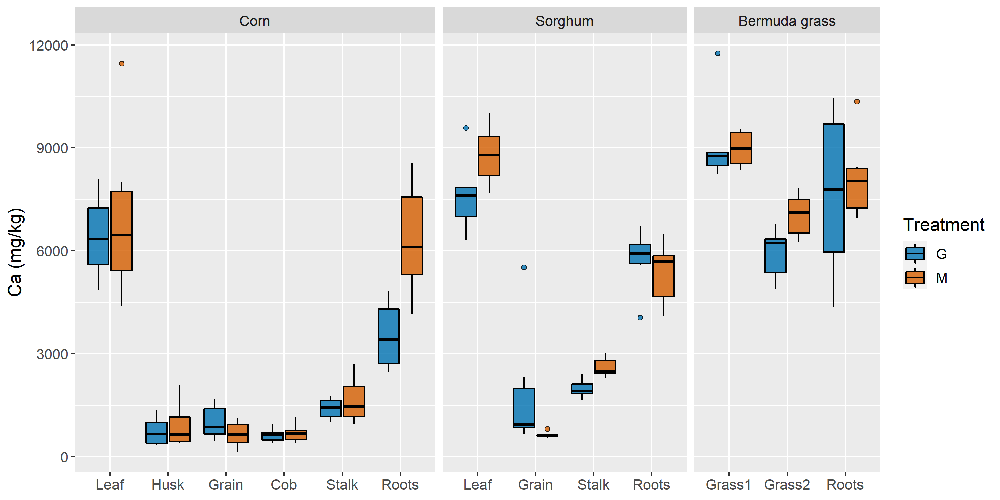 Corn
Sorghum
Bermuda grass
12000
9000
6000
3000
0
Ca (mg/kg)
Leaf Husk Grain Cob Stalk Roots
Leaf Grain Stalk Roots
Grass1 Grass2 Roots
Treatment
G
M